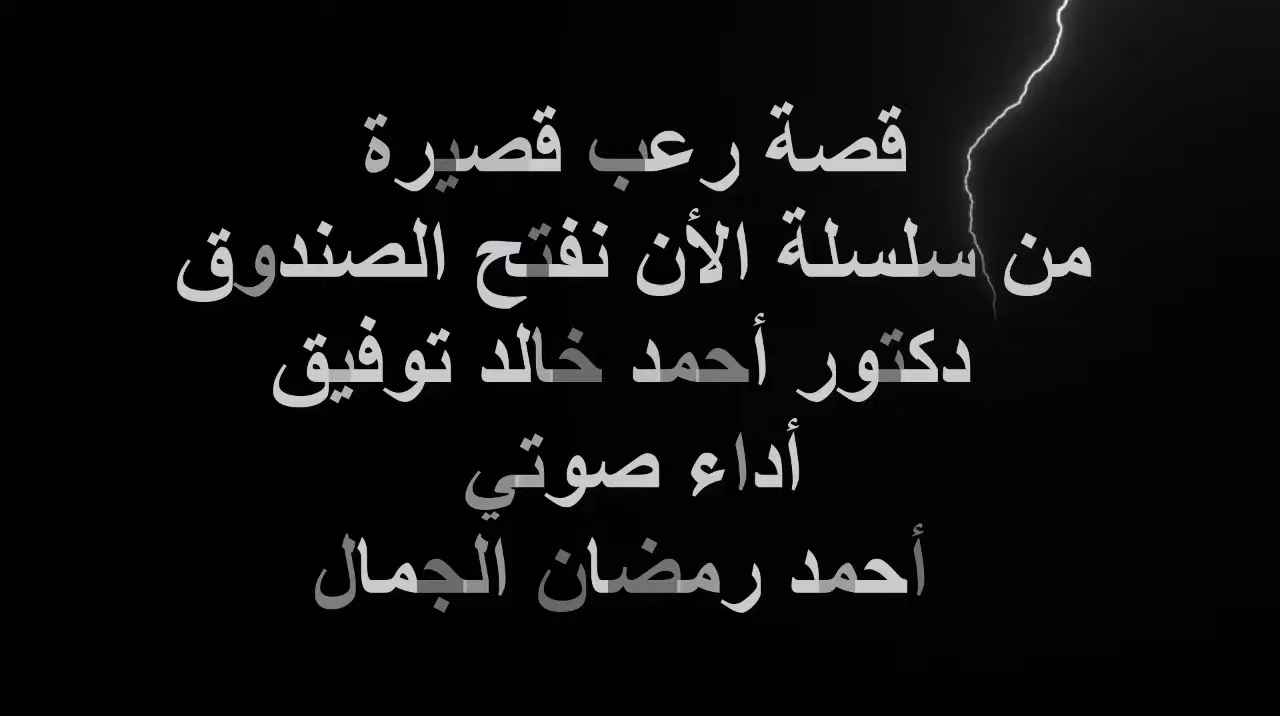 قصة رعب قصيرة
من سلسلة الأن نفتح الصندوق
دكتور أحمد خالد توفيق
أداء صوتي
أحمد رمضان الجمال